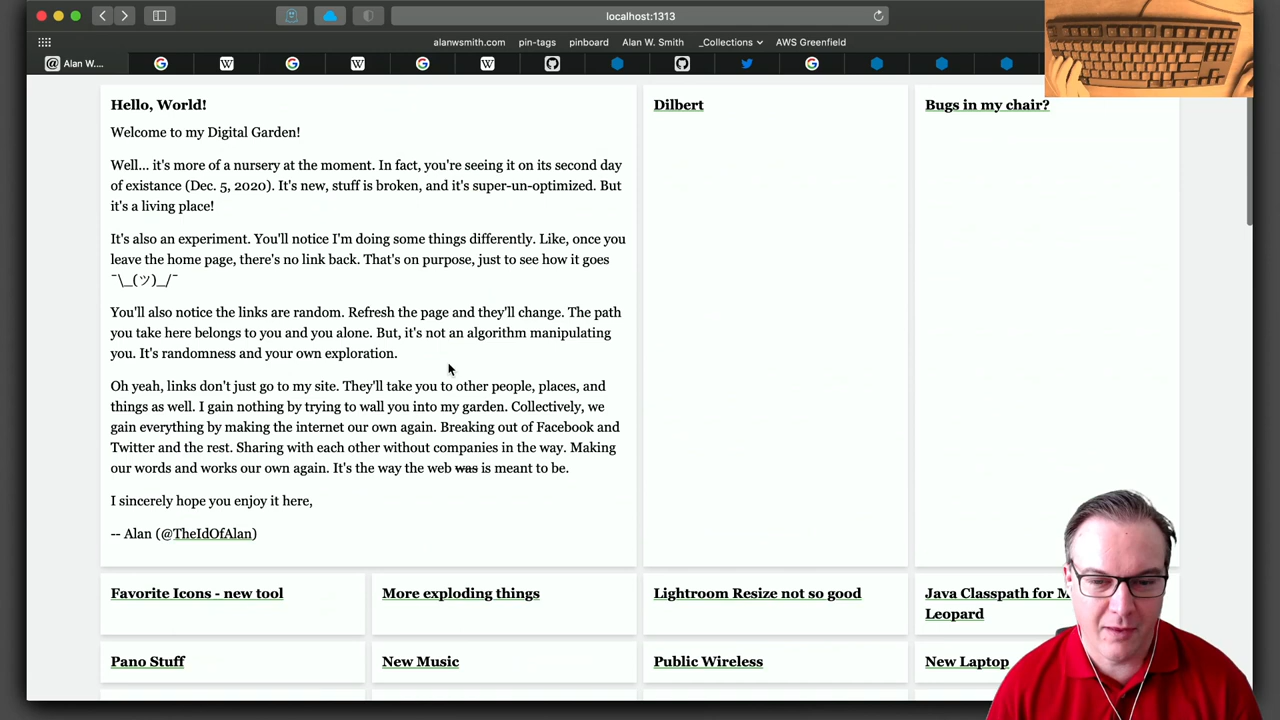 localhost:1313
alanwsmith.com pin-tags pinboard Alan W. Smith _Collections AWS Greenfield
Alan W....
Hello, World!
Welcome to my Digital Garden!
Well... it's more of a nursery at the moment. In fact, you're seeing it on its second day
of existance (Dec. 5, 2020). It's new, stuff is broken, and it's super-un-optimized. But
it's a living place!
It's also an experiment. You'll notice I'm doing some things differently. Like, once you
leave the home page, there's no link back. That's on purpose, just to see how it goes
¯\_(ツ)_/¯
You'll also notice the links are random. Refresh the page and they'll change. The path
you take here belongs to you and you alone. But, it's not an algorithm manipulating
you. It's randomness and your own exploration.
Oh yeah, links don't just go to my site. They'll take you to other people, places, and
things as well. I gain nothing by trying to wall you into my garden. Collectively, we
gain everything by making the internet our own again. Breaking out of Facebook and
Twitter and the rest. Sharing with each other without companies in the way. Making
our words and works our own again. It's the way the web was is meant to be.
I sincerely hope you enjoy it here,
-- Alan (@TheIdOfAlan)
Dilbert
Bugs in my chair?
Favorite Icons - new tool
More exploding things
Lightroom Resize not so good
Java Classpath for
Leopard
Pano Stuff
New Music
Public Wireless
New Laptop